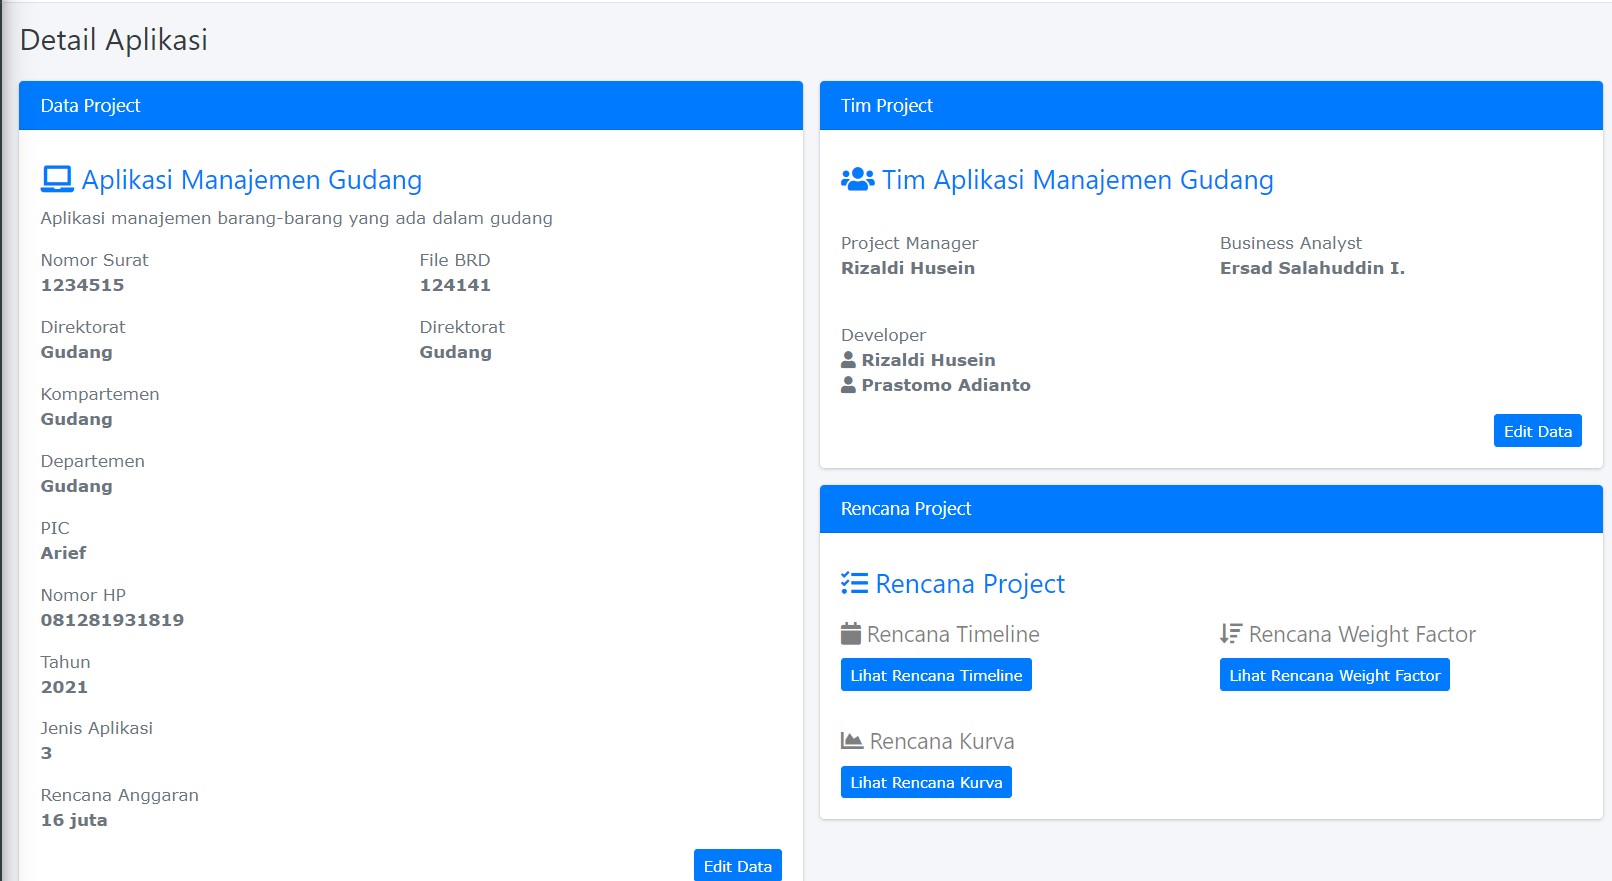 Detail Aplikasi
Data Project
Aplikasi Manajemen Gudang
Aplikasi manajemen barang-barang yang ada dalam gudang
Nomor Surat
1234515
File BRD
124141
Direktorat
Gudang
Direktorat
Gudang
Kompartemen
Gudang
Departemen
Gudang
PIC
Arief
Nomor HP
081281931819
Tahun
2021
Jenis Aplikasi
3
Rencana Anggaran
16 juta
Edit Data
Tim Project
Tim Aplikasi Manajemen Gudang
Project Manager
Rizaldi Husein
Business Analyst
Ersad Salahuddin I.
Developer
Rizaldi Husein
Prastomo Adianto
Edit Data
Rencana Project
Rencana Project
Rencana Timeline
Lihat Rencana Timeline
Rencana Weight Factor
Lihat Rencana Weight Factor
Rencana Kurva
Lihat Rencana Kurva